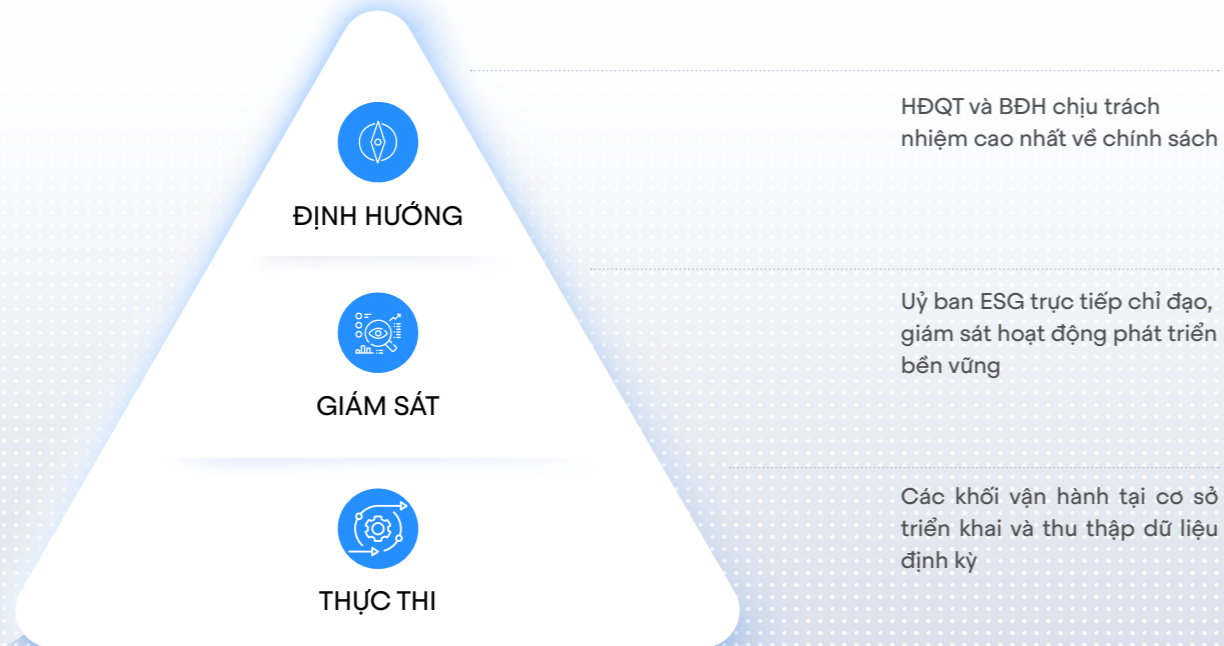 HĐQT và BĐH chịu trách
nhiệm cao nhất về chính sách
ĐỊNH HƯỚNG
Uỷ ban ESG trực tiếp chỉ đạo,
giám sát hoạt động phát triển
bền vững
GIÁM SÁT
Các khối vận hành tại cơ sở
triển khai và thu thập dữ liệu
định kỳ
THỰC THI